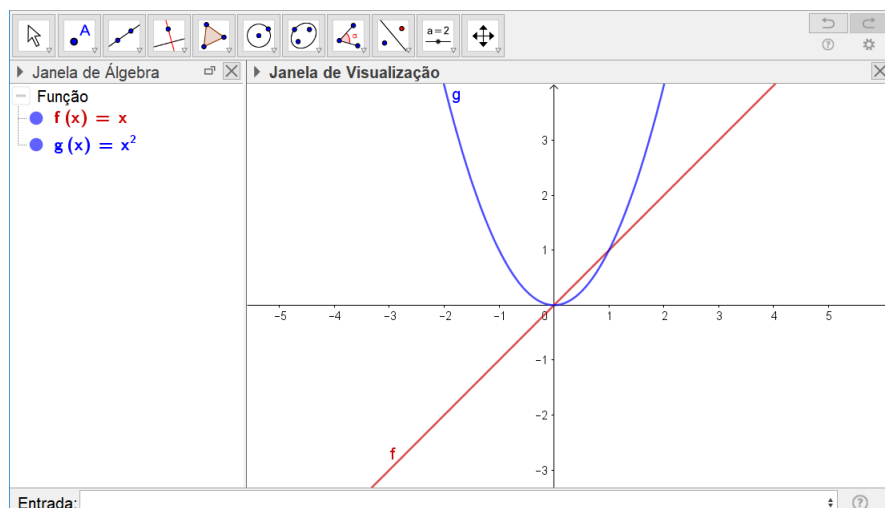 A
α
a=2
Janela de Álgebra
Janela de Visualização
Função
f (x) = x
g (x) = x²
g
f
3
2
1
-1
-2
-3
-5 -4 -3 -2 -1 0 1 2 3 4 5
Entrada: